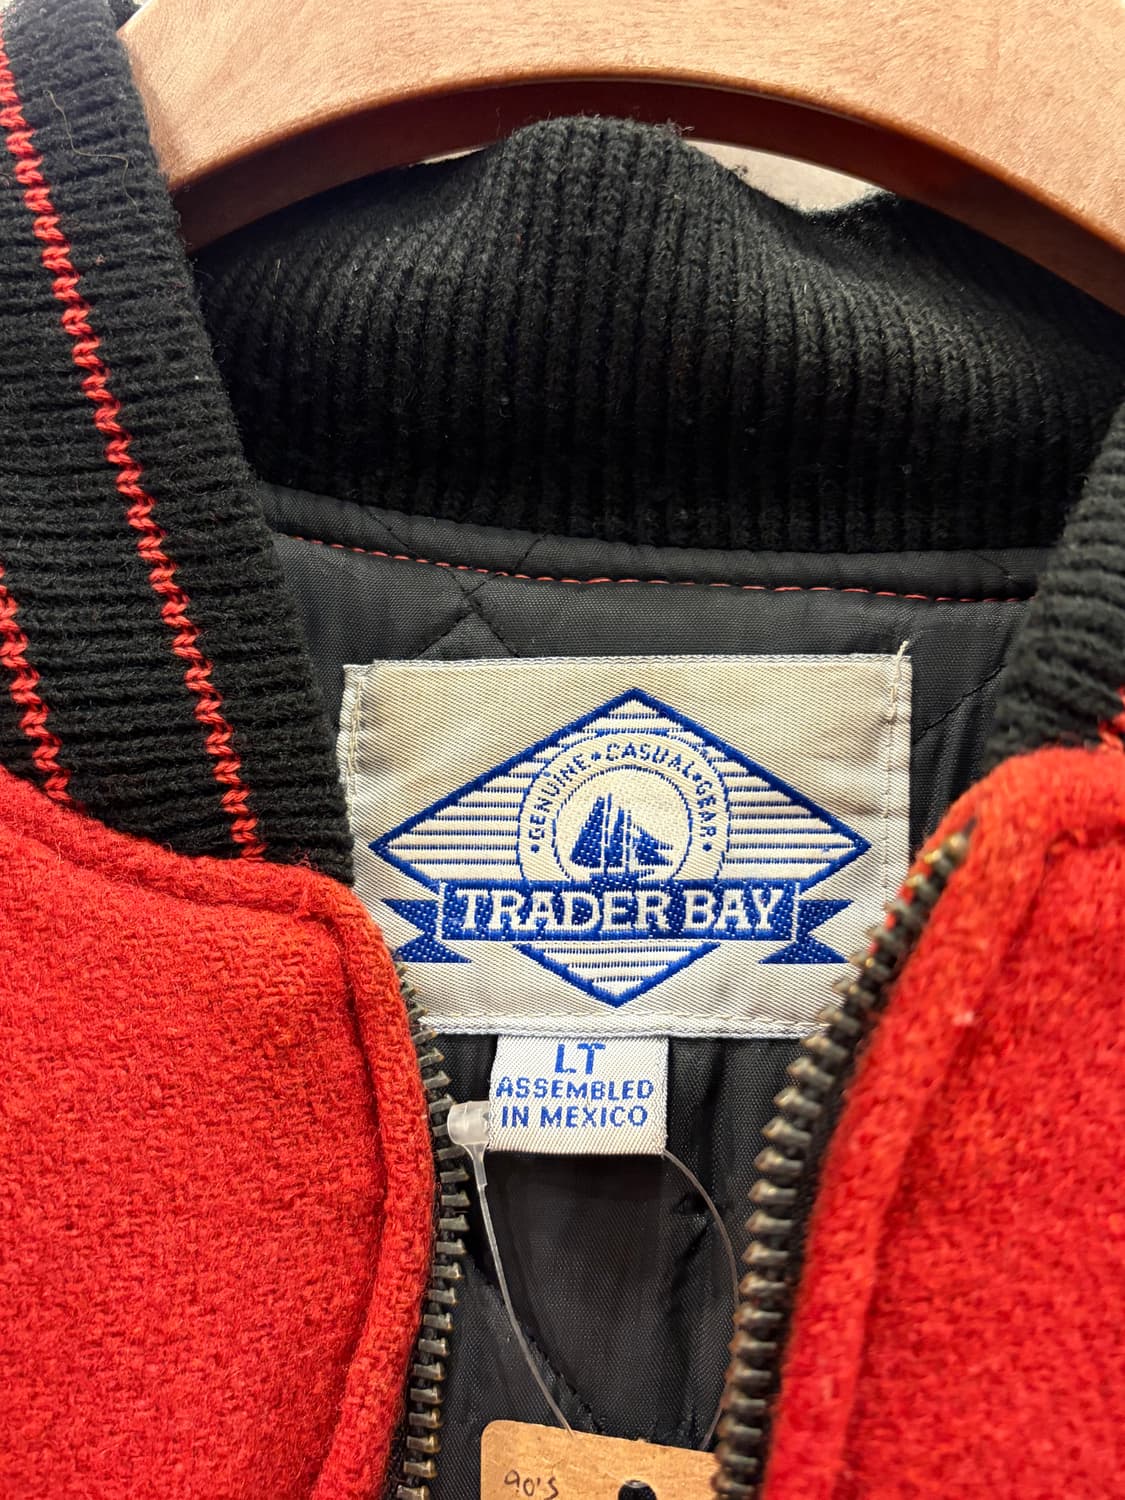 •GENUINE•CASUAL•GEAR•
TRADER BAY
LT
ASSEMBLED
IN MEXICO
90'S